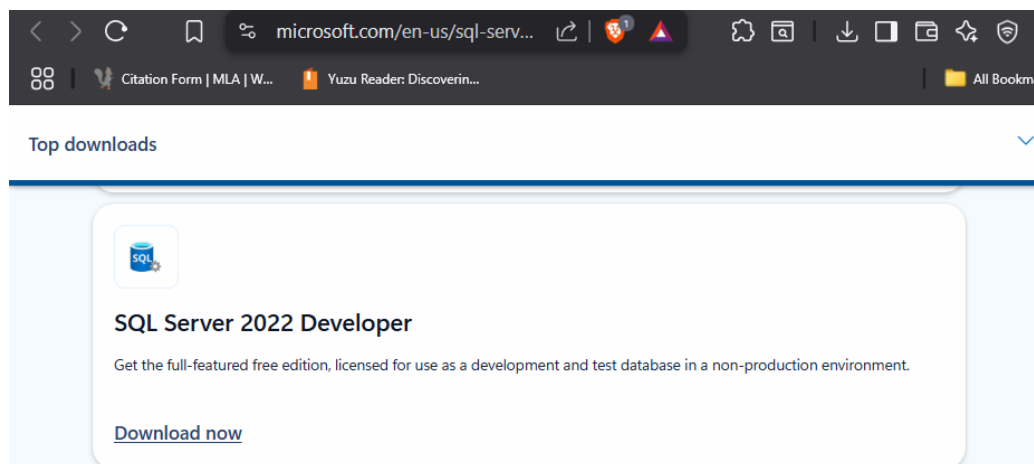 microsoft.com/en-us/sql-serv...
1
Citation Form | MLA | W...
Yuzu Reader: Discoverin...
All Bookm
Top downloads
SQL
SQL Server 2022 Developer
Get the full-featured free edition, licensed for use as a development and test database in a non-production environment.
Download now